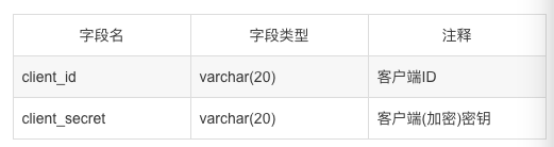 字段名 字段类型 注释
client_id varchar(20) 客户端ID
client_secret varchar(20) 客户端(加密)密钥